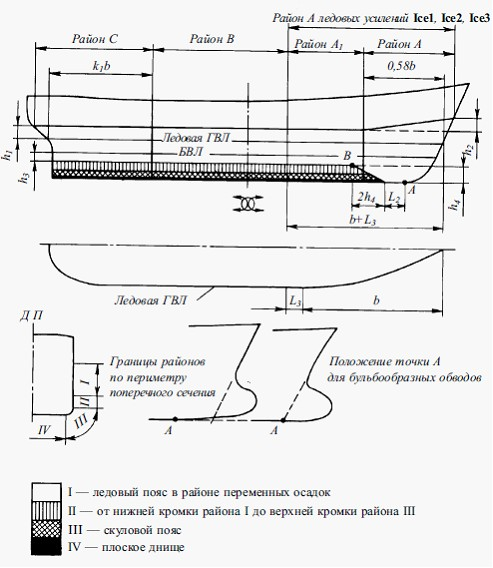 Район А ледовых усилений Ice1, Ice2, Ice3
Район С
Район В
Район А₁
Район А
k₁b
0,58b
Ледовая ГВЛ
БВЛ
h₁
h₃
h₂
h₄
B
A
2h₄
L₂
b+L₃
Ледовая ГВЛ
L₃
b
Д П
I
II
III
IV
Границы районов
по периметру
поперечного сечения
Положение точки А
для бульбообразных обводов
A
A
I — ледовый пояс в районе переменных осадок
II — от нижней кромки района I до верхней кромки района III
III — скуловой пояс
IV — плоское днище